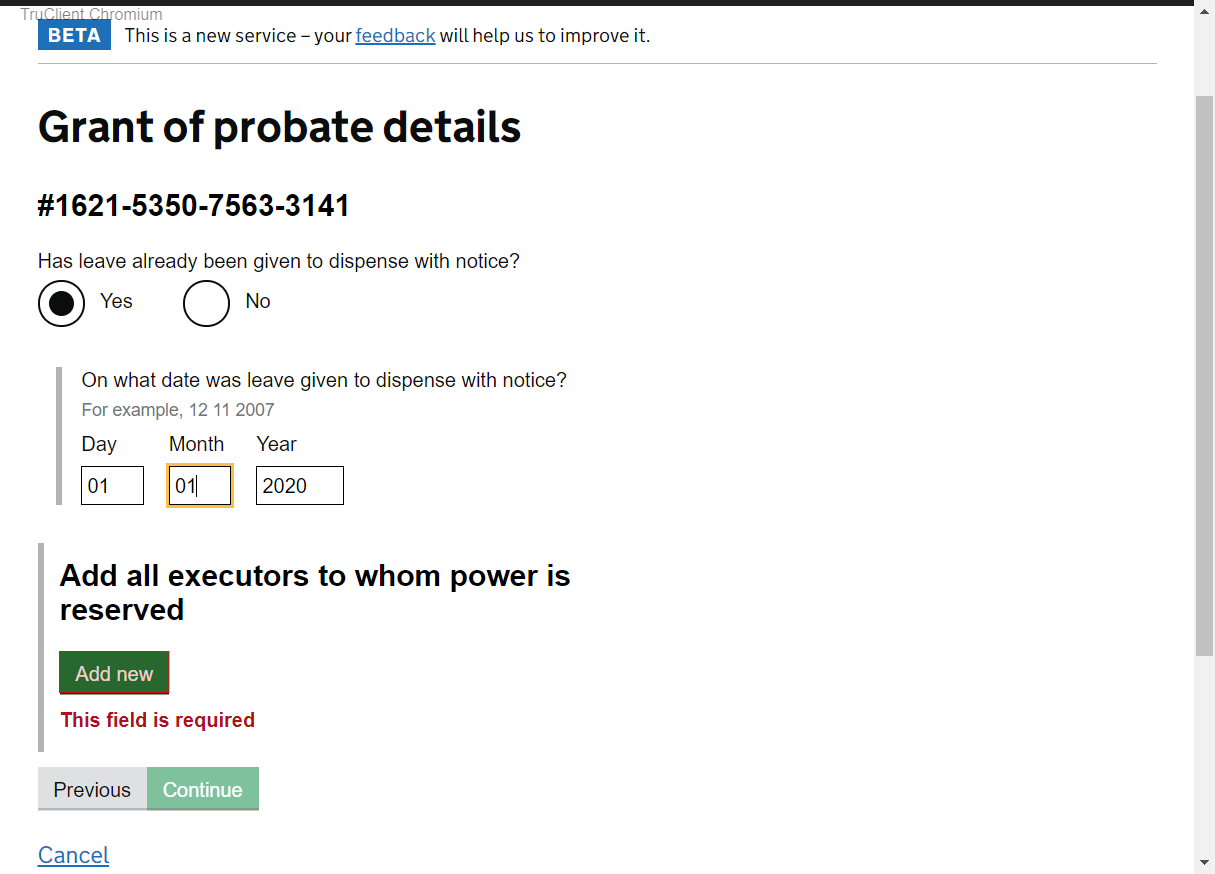 TruClient Chromium
BETA This is a new service – your feedback will help us to improve it.
Grant of probate details
#1621-5350-7563-3141
Has leave already been given to dispense with notice?
Yes No
On what date was leave given to dispense with notice?
For example, 12 11 2007
Day Month Year
01 01 2020
Add all executors to whom power is
reserved
Add new
This field is required
Previous Continue
Cancel